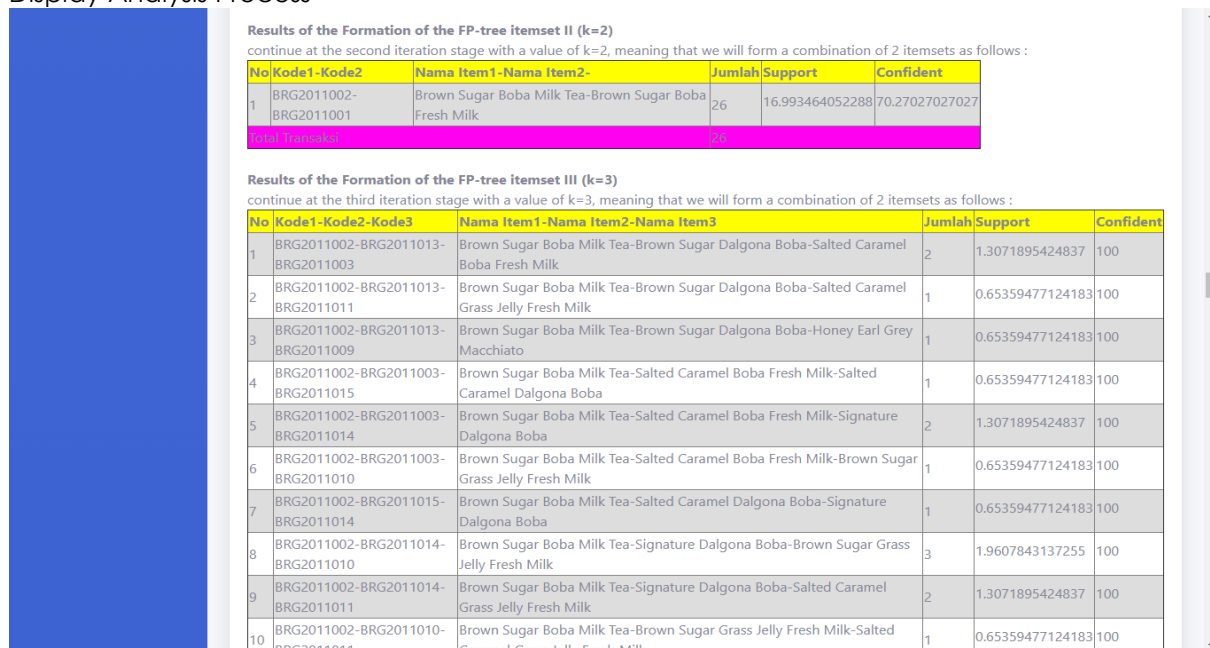 Display Analysis Process
Results of the Formation of the FP-tree itemset II (k=2)
continue at the second iteration stage with a value of k=2, meaning that we will form a combination of 2 itemsets as follows :
No Kode1-Kode2 Nama Item1-Nama Item2- Jumlah Support Confident
1 BRG2011002- Brown Sugar Boba Milk Tea-Brown Sugar Boba 26 16.993464052288 70.27027027027
BRG2011001 Fresh Milk
Total Transaksi 26
Results of the Formation of the FP-tree itemset III (k=3)
continue at the third iteration stage with a value of k=3, meaning that we will form a combination of 2 itemsets as follows :
No Kode1-Kode2-Kode3 Nama Item1-Nama Item2-Nama Item3 Jumlah Support Confident
1 BRG2011002-BRG2011013- Brown Sugar Boba Milk Tea-Brown Sugar Dalgona Boba-Salted Caramel 2 1.3071895424837 100
BRG2011003 Boba Fresh Milk
2 BRG2011002-BRG2011013- Brown Sugar Boba Milk Tea-Brown Sugar Dalgona Boba-Salted Caramel 1 0.65359477124183 100
BRG2011011 Grass Jelly Fresh Milk
3 BRG2011002-BRG2011013- Brown Sugar Boba Milk Tea-Brown Sugar Dalgona Boba-Honey Earl Grey 1 0.65359477124183 100
BRG2011009 Macchiato
4 BRG2011002-BRG2011003- Brown Sugar Boba Milk Tea-Salted Caramel Boba Fresh Milk-Salted 1 0.65359477124183 100
BRG2011015 Caramel Dalgona Boba
5 BRG2011002-BRG2011003- Brown Sugar Boba Milk Tea-Salted Caramel Boba Fresh Milk-Signature 2 1.3071895424837 100
BRG2011014 Dalgona Boba
6 BRG2011002-BRG2011003- Brown Sugar Boba Milk Tea-Salted Caramel Boba Fresh Milk-Brown Sugar 1 0.65359477124183 100
BRG2011010 Grass Jelly Fresh Milk
7 BRG2011002-BRG2011015- Brown Sugar Boba Milk Tea-Salted Caramel Dalgona Boba-Signature 1 0.65359477124183 100
BRG2011014 Dalgona Boba
8 BRG2011002-BRG2011014- Brown Sugar Boba Milk Tea-Signature Dalgona Boba-Brown Sugar Grass 3 1.9607843137255 100
BRG2011010 Jelly Fresh Milk
9 BRG2011002-BRG2011014- Brown Sugar Boba Milk Tea-Signature Dalgona Boba-Salted Caramel 2 1.3071895424837 100
BRG2011011 Grass Jelly Fresh Milk
10 BRG2011002-BRG2011010- Brown Sugar Boba Milk Tea-Brown Sugar Grass Jelly Fresh Milk-Salted 1 0.65359477124183 100